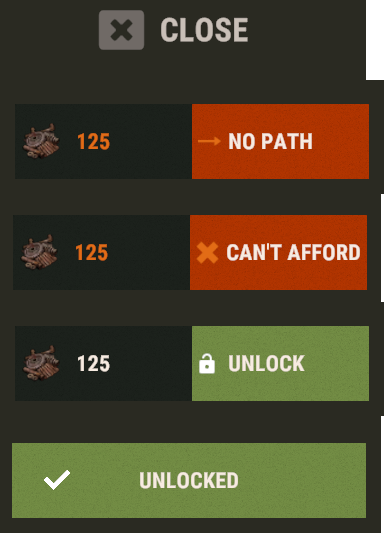 CLOSE
125 NO PATH
125 CAN'T AFFORD
125 UNLOCK
UNLOCKED